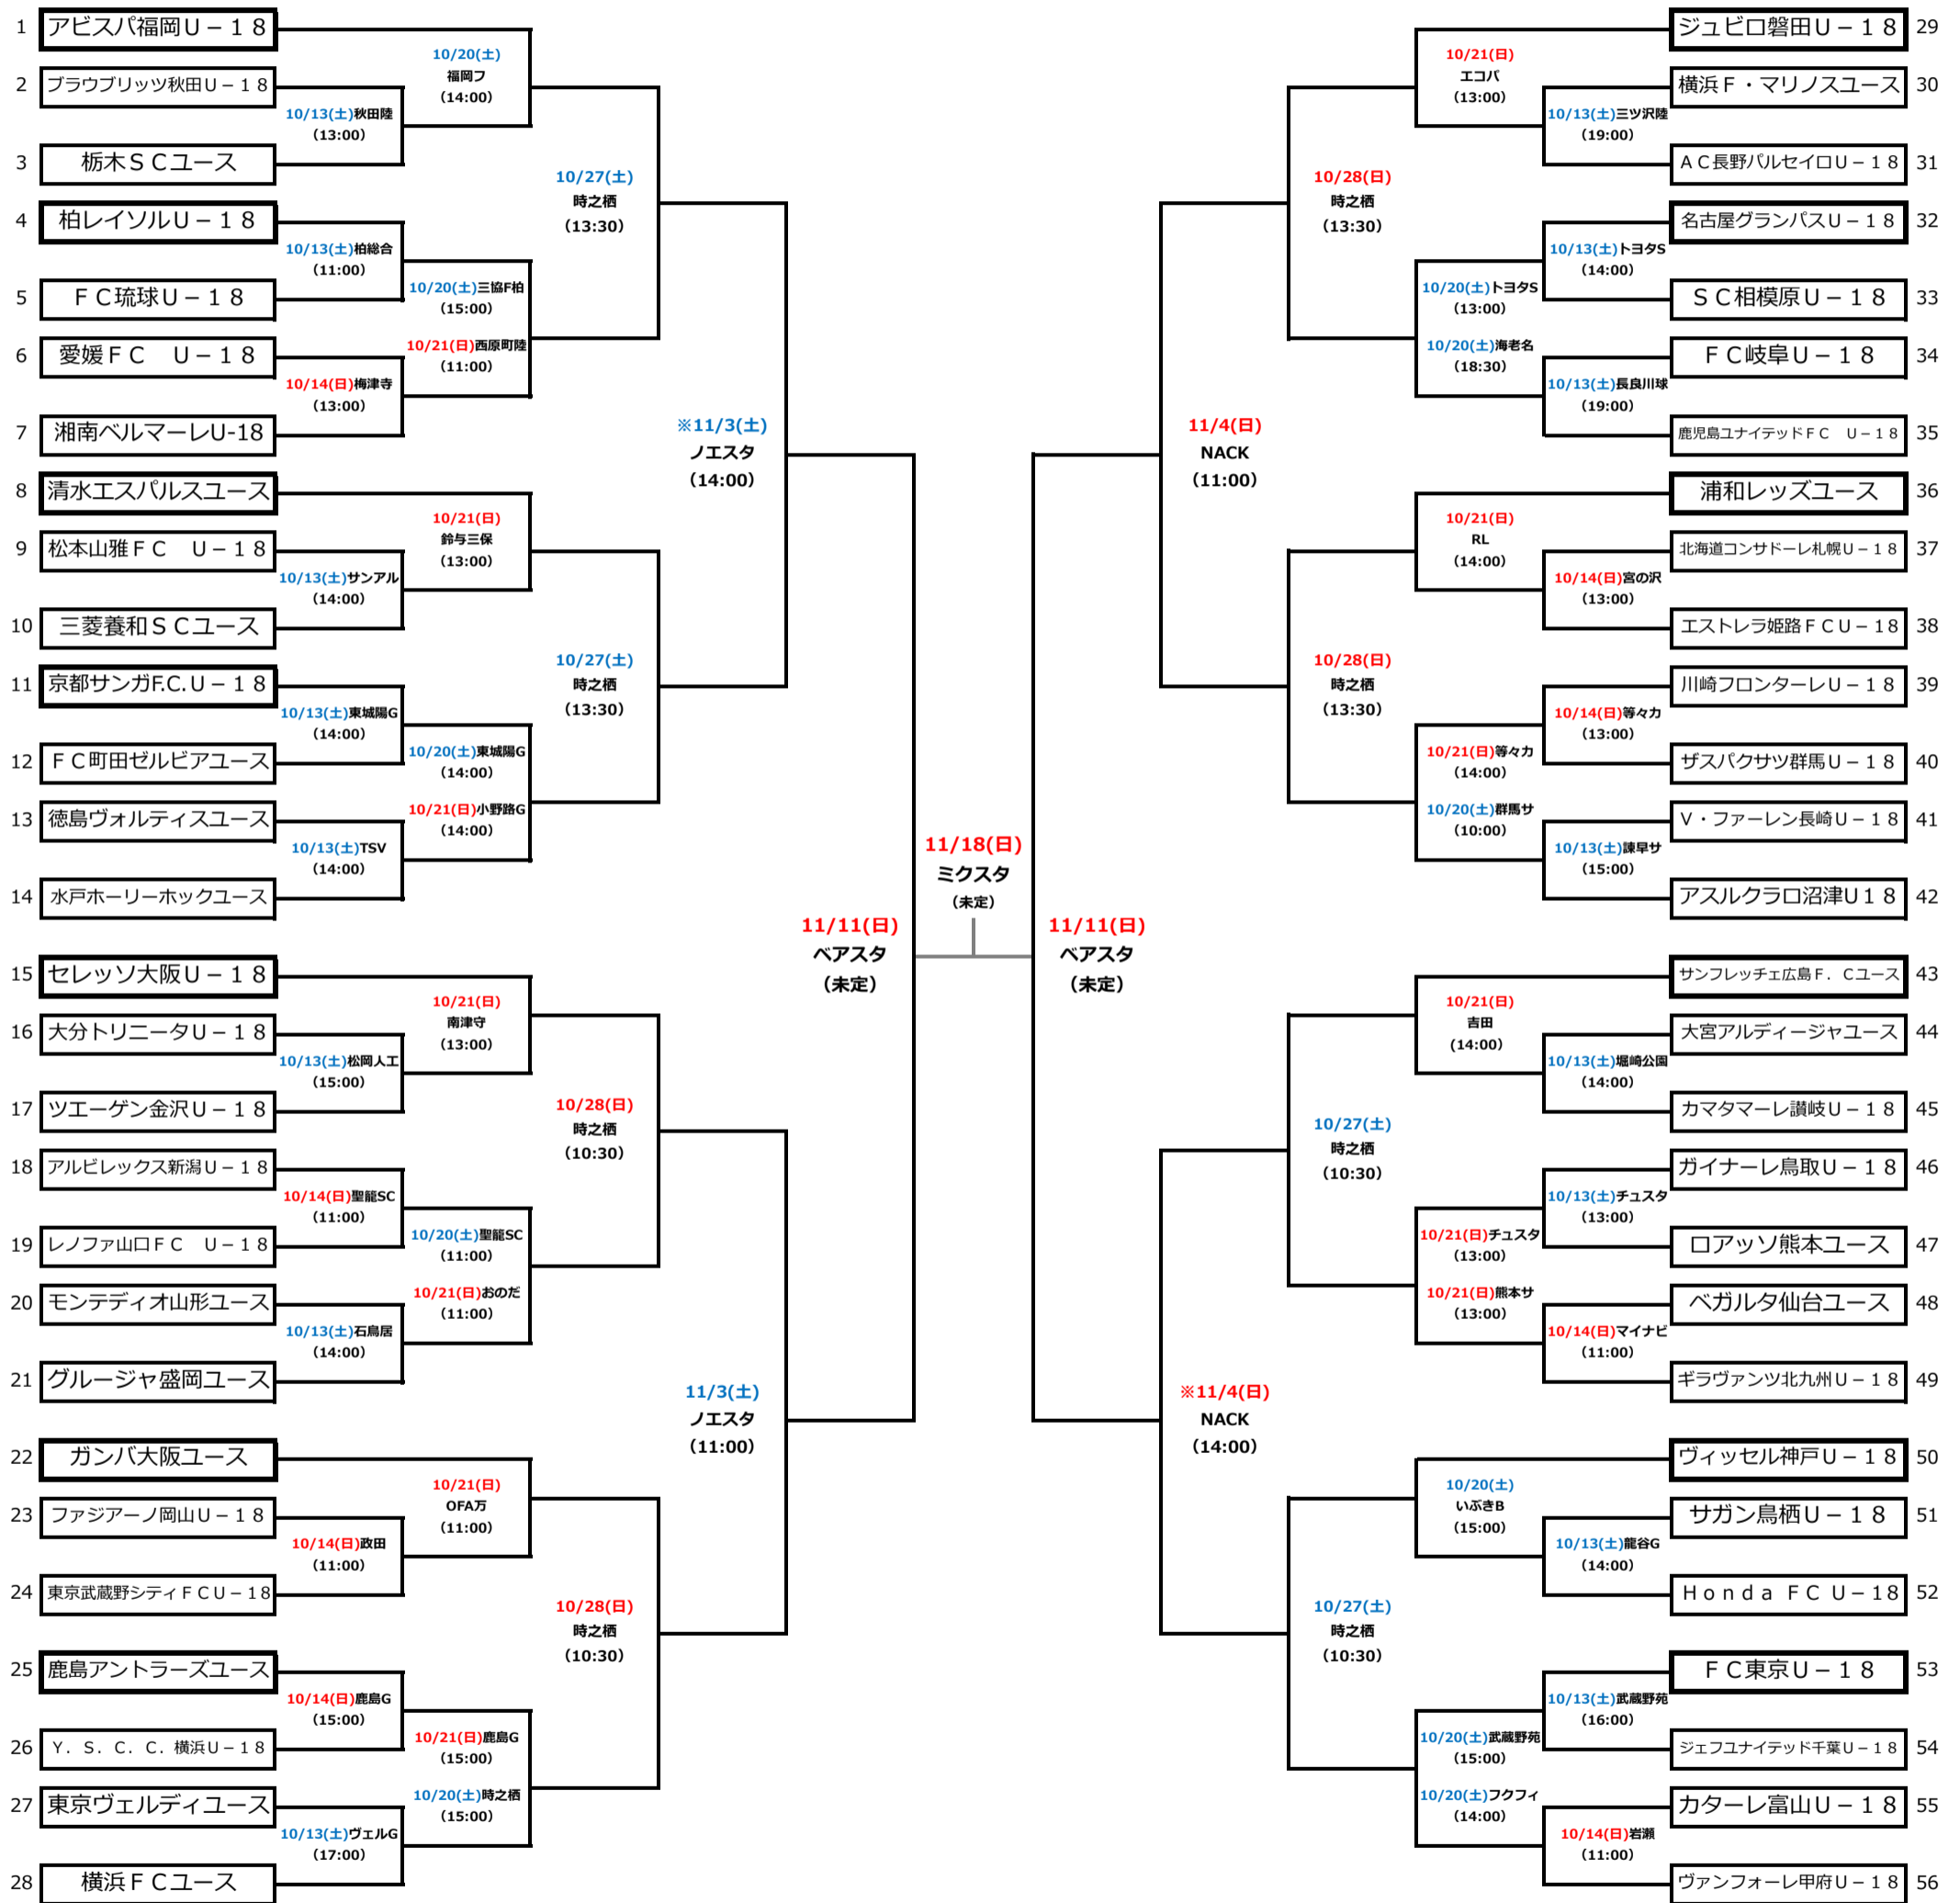 1 アビスパ福岡Ｕ－１８
10/20(土)
福岡フ
(14:00)
2 ブラウブリッツ秋田Ｕ－１８
10/13(土)秋田陸
(13:00)
3 栃木ＳＣユース
10/27(土)
時之栖
(13:30)
4 柏レイソルＵ－１８
10/13(土)柏総合
(11:00)
5 ＦＣ琉球Ｕ－１８
10/20(土)三協F柏
(15:00)
10/21(日)西原町陸
(11:00)
6 愛媛ＦＣ　Ｕ－１８
10/14(日)梅津寺
(13:00)
7 湘南ベルマーレU-18
※11/3(土)
ノエスタ
(14:00)
8 清水エスパルスユース
10/21(日)
鈴与三保
(13:00)
9 松本山雅ＦＣ　Ｕ－１８
10/13(土)サンアル
(14:00)
10 三菱養和ＳＣユース
10/27(土)
時之栖
(13:30)
11 京都サンガF.C.Ｕ－１８
10/13(土)東城陽G
(14:00)
12 ＦＣ町田ゼルビアユース
10/20(土)東城陽G
(14:00)
10/21(日)小野路G
(14:00)
13 徳島ヴォルティスユース
10/13(土)TSV
(14:00)
14 水戸ホーリーホックユース
11/11(日)
ベアスタ
(未定)
15 セレッソ大阪Ｕ－１８
10/21(日)
南津守
(13:00)
16 大分トリニータＵ－１８
10/13(土)松岡人工
(15:00)
17 ツエーゲン金沢Ｕ－１８
10/28(日)
時之栖
(10:30)
18 アルビレックス新潟Ｕ－１８
10/14(日)聖籠SC
(11:00)
19 レノファ山口ＦＣ　Ｕ－１８
10/20(土)聖籠SC
(11:00)
10/21(日)おのだ
(11:00)
20 モンテディオ山形ユース
10/13(土)石鳥居
(14:00)
21 グルージャ盛岡ユース
11/3(土)
ノエスタ
(11:00)
22 ガンバ大阪ユース
10/21(日)
OFA万
(11:00)
23 ファジアーノ岡山Ｕ－１８
10/14(日)政田
(11:00)
24 東京武蔵野シティＦＣＵ－１８
10/28(日)
時之栖
(10:30)
25 鹿島アントラーズユース
10/14(日)鹿島G
(15:00)
26 Ｙ．Ｓ．Ｃ．Ｃ．横浜Ｕ－１８
10/21(日)鹿島G
(15:00)
10/20(土)時之栖
(15:00)
27 東京ヴェルディユース
10/13(土)ヴェルG
(17:00)
28 横浜ＦＣユース
11/18(日)
ミクスタ
(未定)
ジュビロ磐田Ｕ－１８ 29
10/21(日)
エコパ
(13:00)
横浜Ｆ・マリノスユース 30
10/13(土)三ツ沢陸
(19:00)
ＡＣ長野パルセイロＵ－１８ 31
10/28(日)
時之栖
(13:30)
名古屋グランパスＵ－１８ 32
10/13(土)トヨタS
(14:00)
ＳＣ相模原Ｕ－１８ 33
10/20(土)トヨタS
(13:00)
10/20(土)海老名
(18:30)
ＦＣ岐阜Ｕ－１８ 34
10/13(土)長良川球
(19:00)
鹿児島ユナイテッドＦＣ　Ｕ－１８ 35
11/4(日)
NACK
(11:00)
浦和レッズユース 36
10/21(日)
RL
(14:00)
北海道コンサドーレ札幌Ｕ－１８ 37
10/14(日)宮の沢
(13:00)
エストレラ姫路ＦＣＵ－１８ 38
10/28(日)
時之栖
(13:30)
川崎フロンターレＵ－１８ 39
10/14(日)等々力
(13:00)
ザスパクサツ群馬Ｕ－１８ 40
10/21(日)等々力
(14:00)
10/20(土)群馬サ
(10:00)
Ｖ・ファーレン長崎Ｕ－１８ 41
10/13(土)諫早サ
(15:00)
アスルクラロ沼津Ｕ１８ 42
11/11(日)
ベアスタ
(未定)
サンフレッチェ広島Ｆ．Ｃユース 43
10/21(日)
吉田
(14:00)
大宮アルディージャユース 44
10/13(土)堀崎公園
(14:00)
カマタマーレ讃岐Ｕ－１８ 45
10/27(土)
時之栖
(10:30)
ガイナーレ鳥取Ｕ－１８ 46
10/13(土)チュスタ
(13:00)
ロアッソ熊本ユース 47
10/21(日)チュスタ
(13:00)
10/21(日)熊本サ
(13:00)
ベガルタ仙台ユース 48
10/14(日)マイナビ
(11:00)
ギラヴァンツ北九州Ｕ－１８ 49
※11/4(日)
NACK
(14:00)
ヴィッセル神戸Ｕ－１８ 50
10/20(土)
いぶきB
(15:00)
サガン鳥栖Ｕ－１８ 51
10/13(土)龍谷G
(14:00)
Ｈｏｎｄａ ＦＣ Ｕ－１８ 52
10/27(土)
時之栖
(10:30)
ＦＣ東京Ｕ－１８ 53
10/13(土)武蔵野苑
(16:00)
ジェフユナイテッド千葉Ｕ－１８ 54
10/20(土)武蔵野苑
(15:00)
10/20(土)フクフィ
(14:00)
カターレ富山Ｕ－１８ 55
10/14(日)岩瀬
(11:00)
ヴァンフォーレ甲府Ｕ－１８ 56